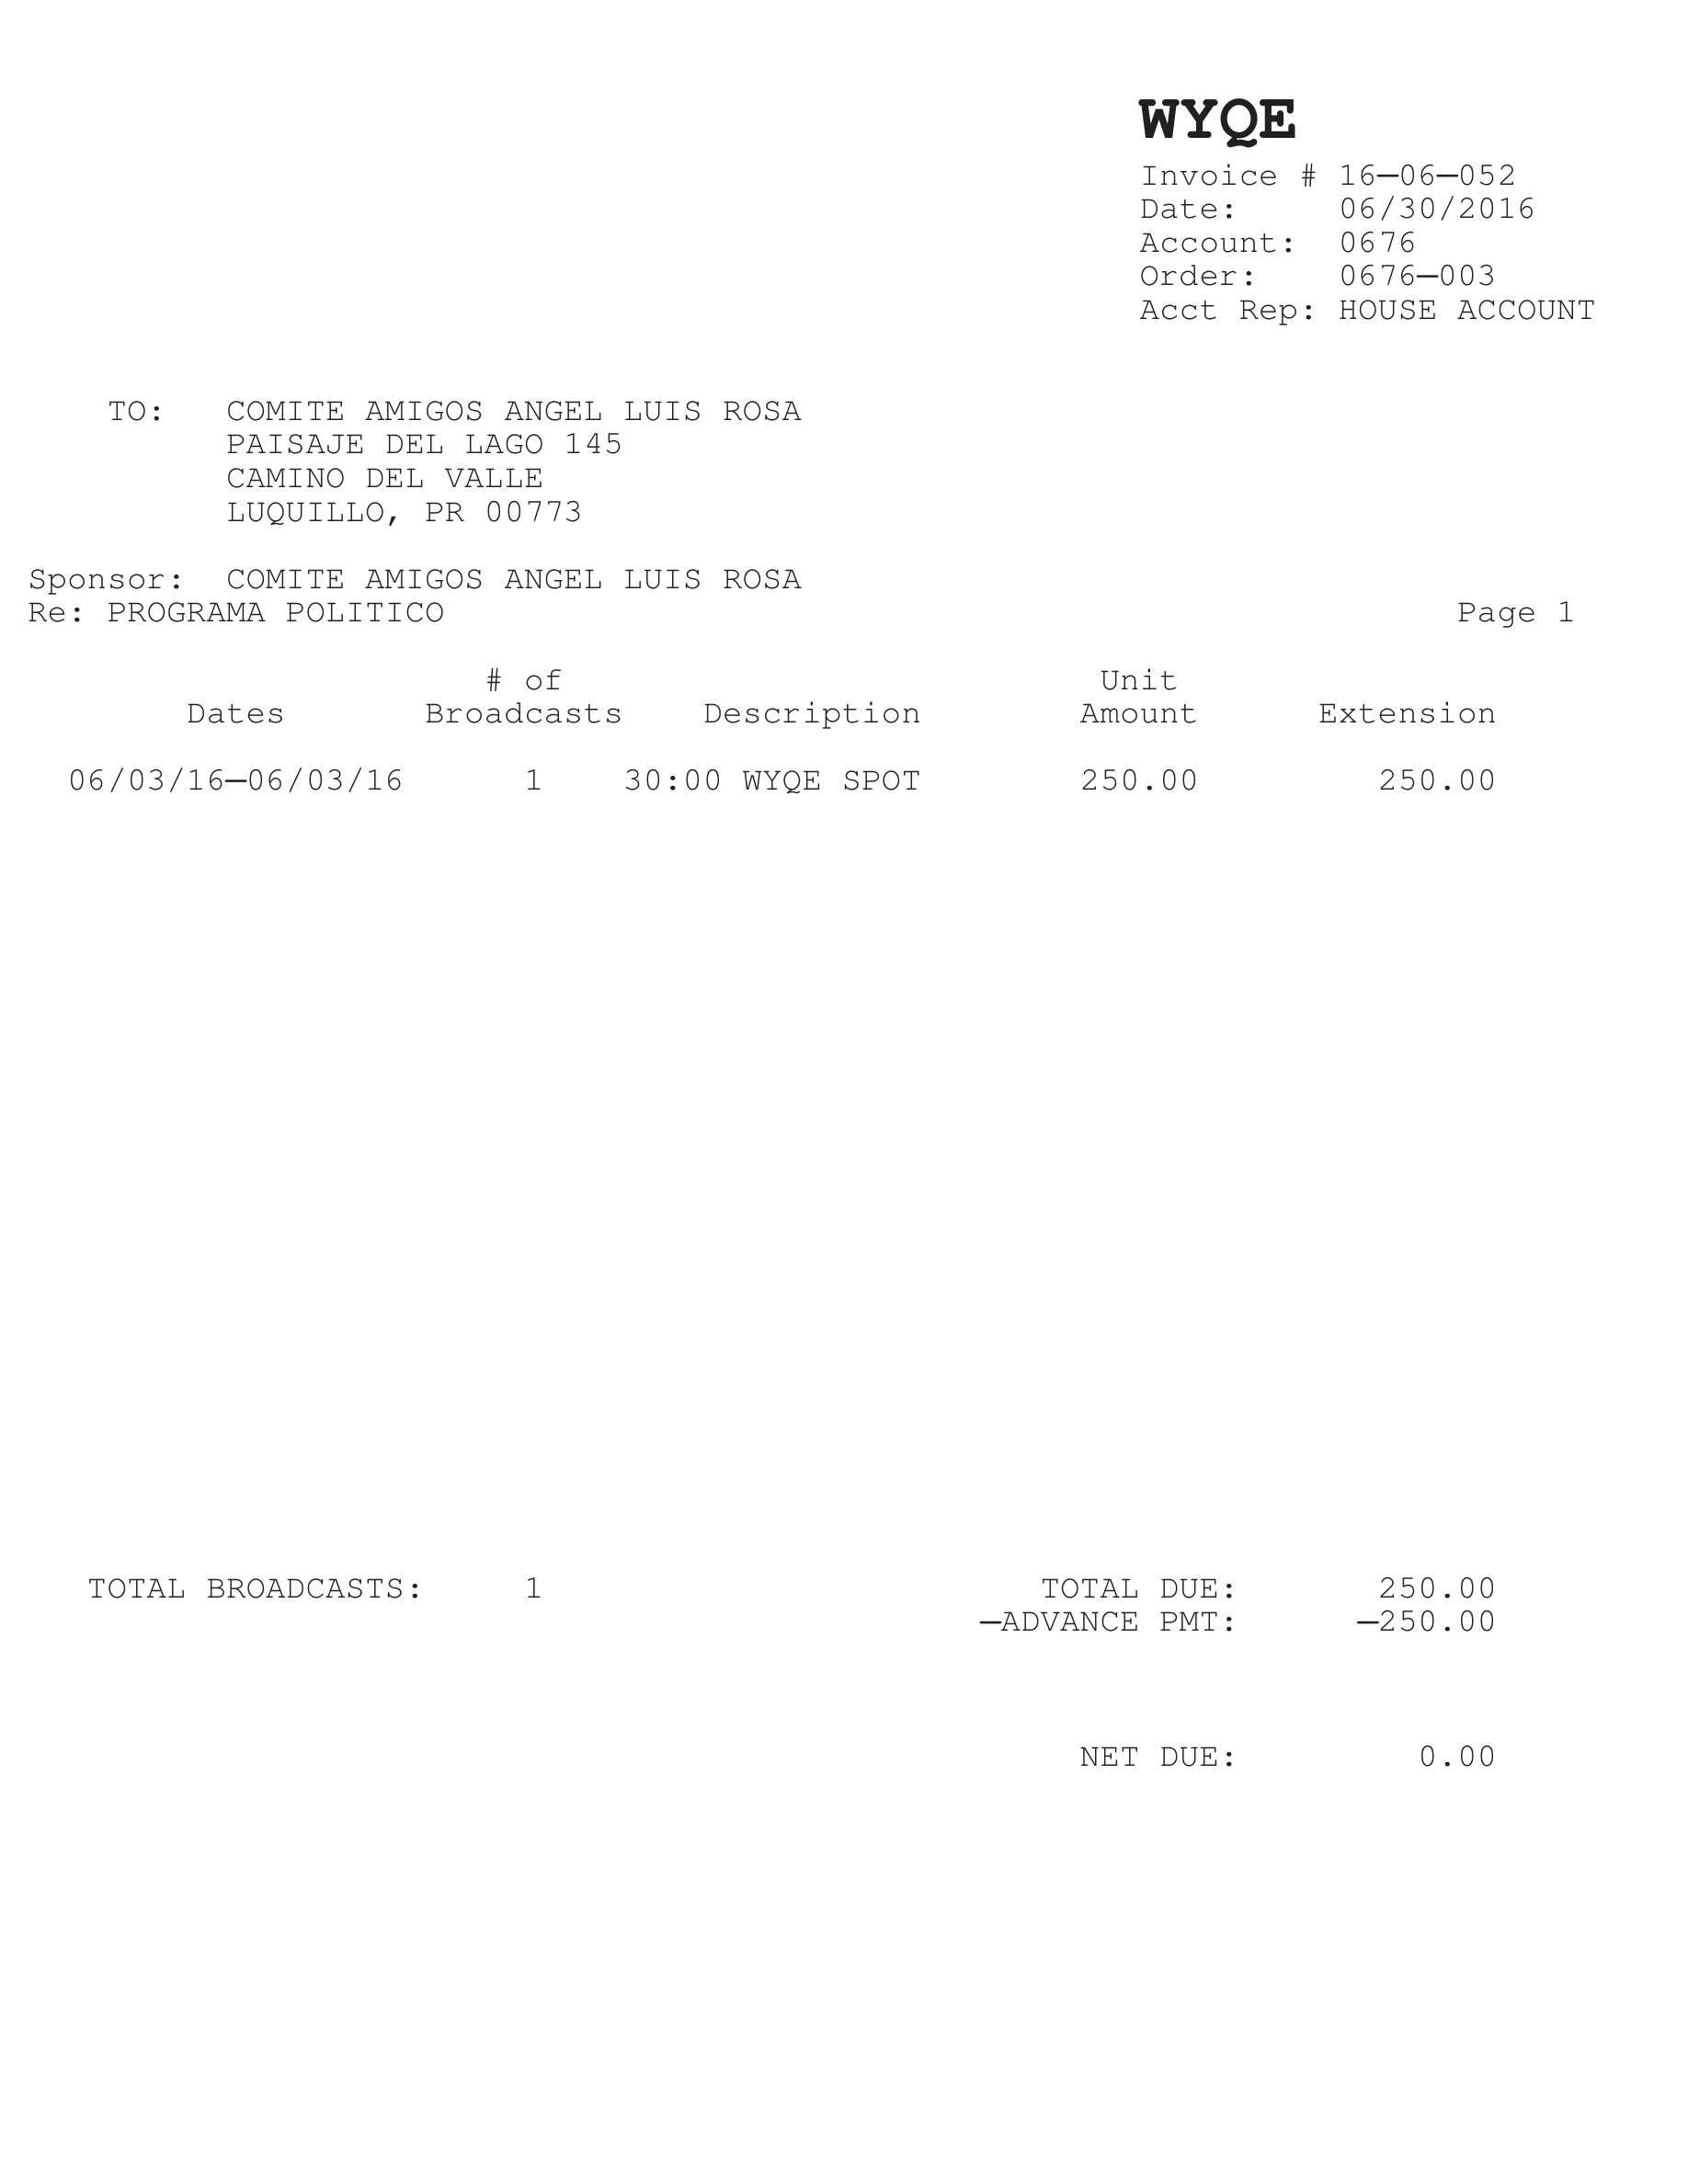 WYQE
Invoice # 16-06-052
Date: 06/30/2016
Account: 0676
Order: 0676-003
Acct Rep: HOUSE ACCOUNT
TO: COMITE AMIGOS ANGEL LUIS ROSA
PAISAJE DEL LAGO 145
CAMINO DEL VALLE
LUQUILLO, PR 00773
Sponsor: COMITE AMIGOS ANGEL LUIS ROSA
Re: PROGRAMA POLITICO Page 1
# of Unit
Dates Broadcasts Description Amount Extension
06/03/16-06/03/16 1 30:00 WYQE SPOT 250.00 250.00
TOTAL BROADCASTS: 1 TOTAL DUE: 250.00
-ADVANCE PMT: -250.00
NET DUE: 0.00